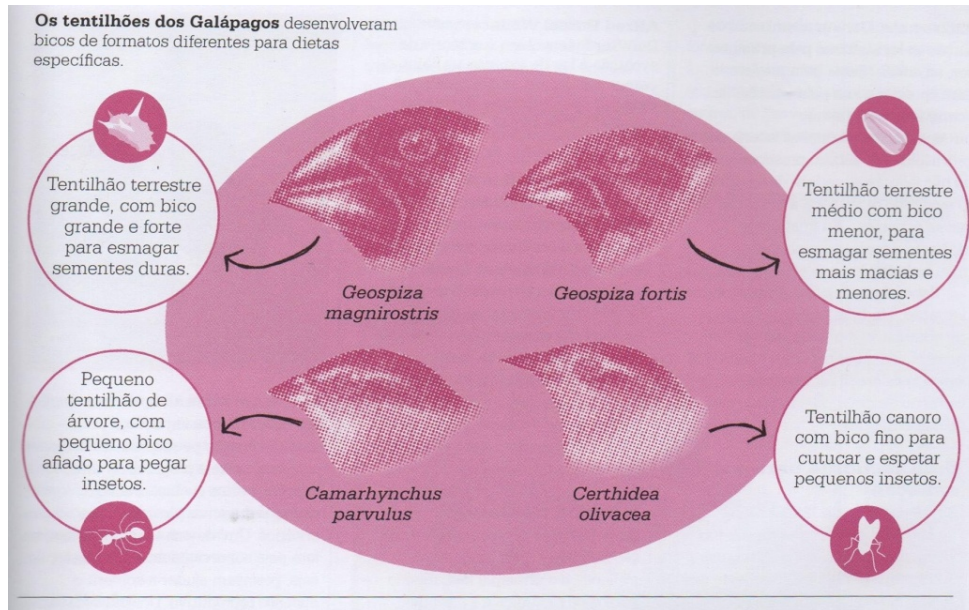 Os tentilhões dos Galápagos desenvolveram
bicos de formatos diferentes para dietas
específicas.
Tentilhão terrestre
grande, com bico
grande e forte
para esmagar
sementes duras.
Geospiza
magnirostris
Geospiza fortis
Tentilhão terrestre
médio com bico
menor, para
esmagar sementes
mais macias e
menores.
Pequeno
tentilhão de
árvore, com
pequeno bico
afiado para pegar
insetos.
Camarhynchus
parvulus
Certhidea
olivacea
Tentilhão canoro
com bico fino para
cutucar e espetar
pequenos insetos.